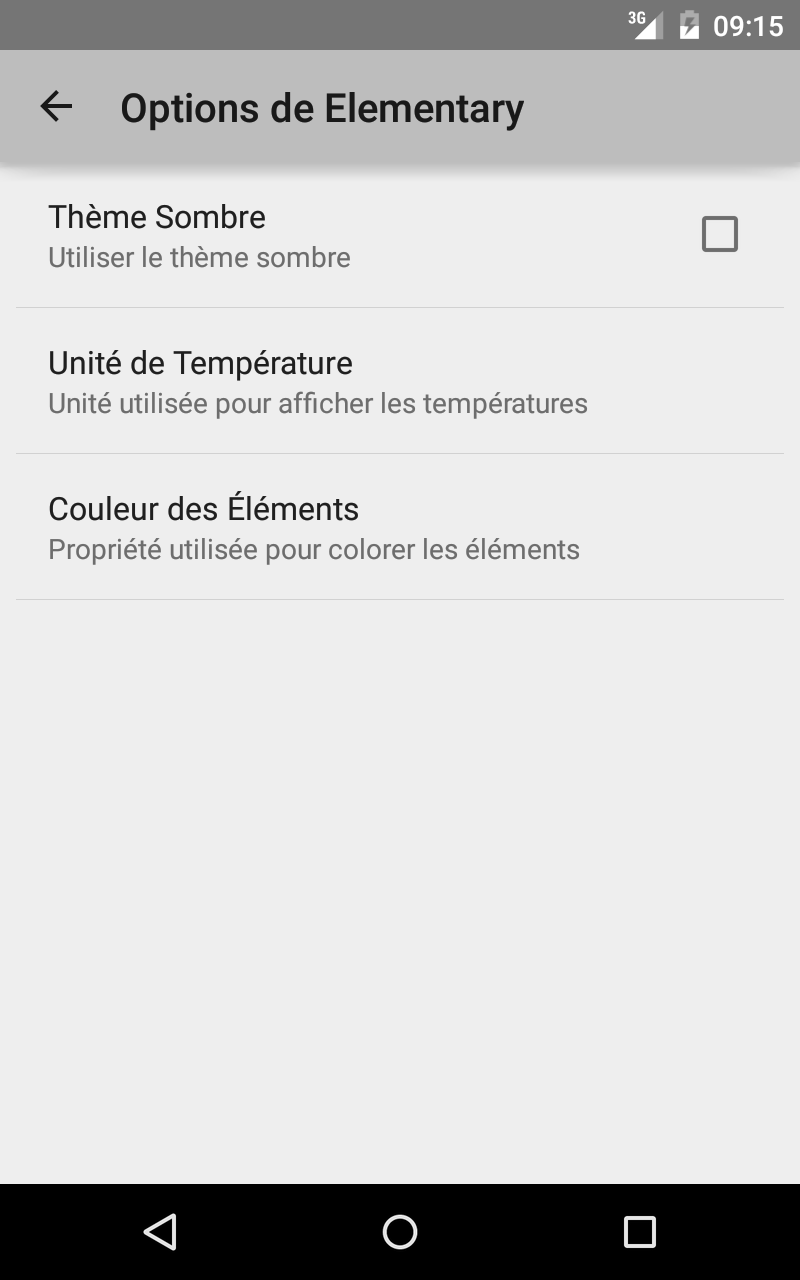 3G 09:15
Options de Elementary
Thème Sombre
Utiliser le thème sombre
Unité de Température
Unité utilisée pour afficher les températures
Couleur des Éléments
Propriété utilisée pour colorer les éléments